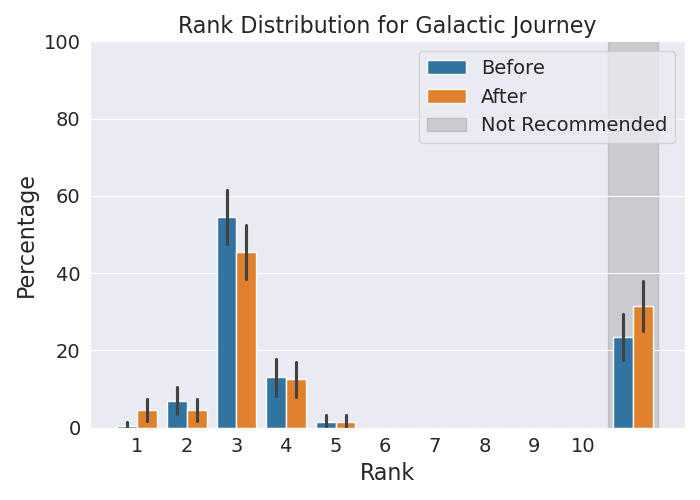 Rank Distribution for Galactic Journey
100
80
60
40
20
0
Percentage
Before
After
Not Recommended
1 2 3 4 5 6 7 8 9 10
Rank